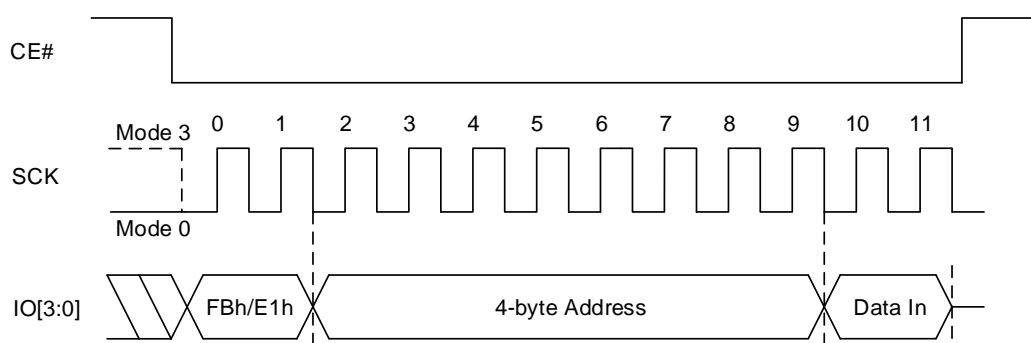 CE#
Mode 3 0 1 2 3 4 5 6 7 8 9 10 11
SCK
Mode 0
IO[3:0] FBh/E1h 4-byte Address Data In